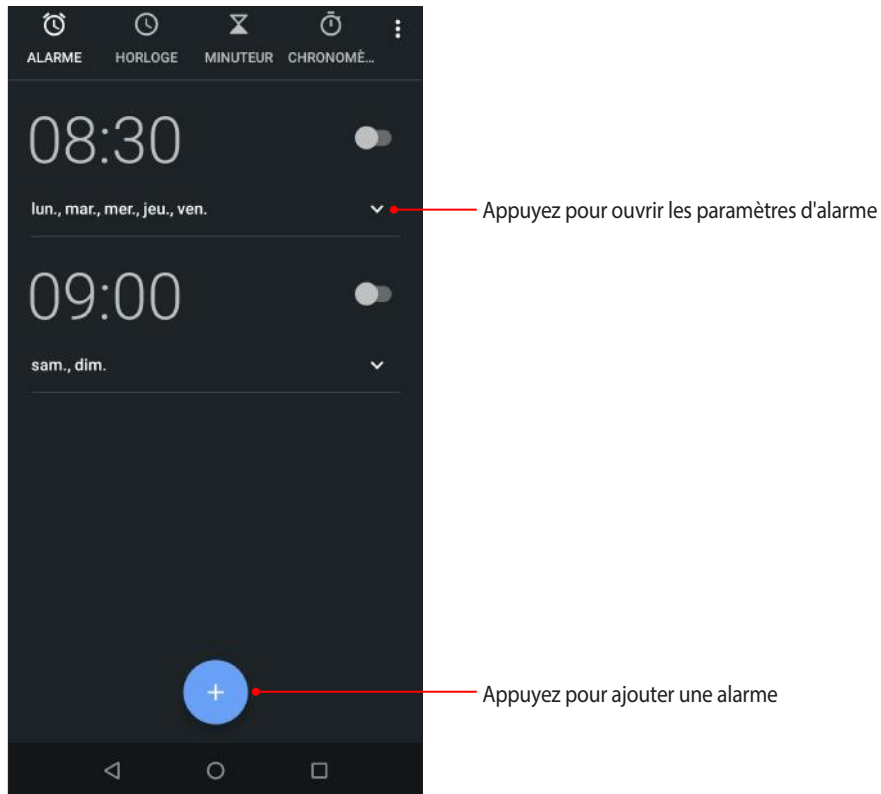 ALARME HORLOGE MINUTEUR CHRONOMÈ...
08:30
lun., mar., mer., jeu., ven.
Appuyez pour ouvrir les paramètres d'alarme
09:00
sam., dim.
+
Appuyez pour ajouter une alarme